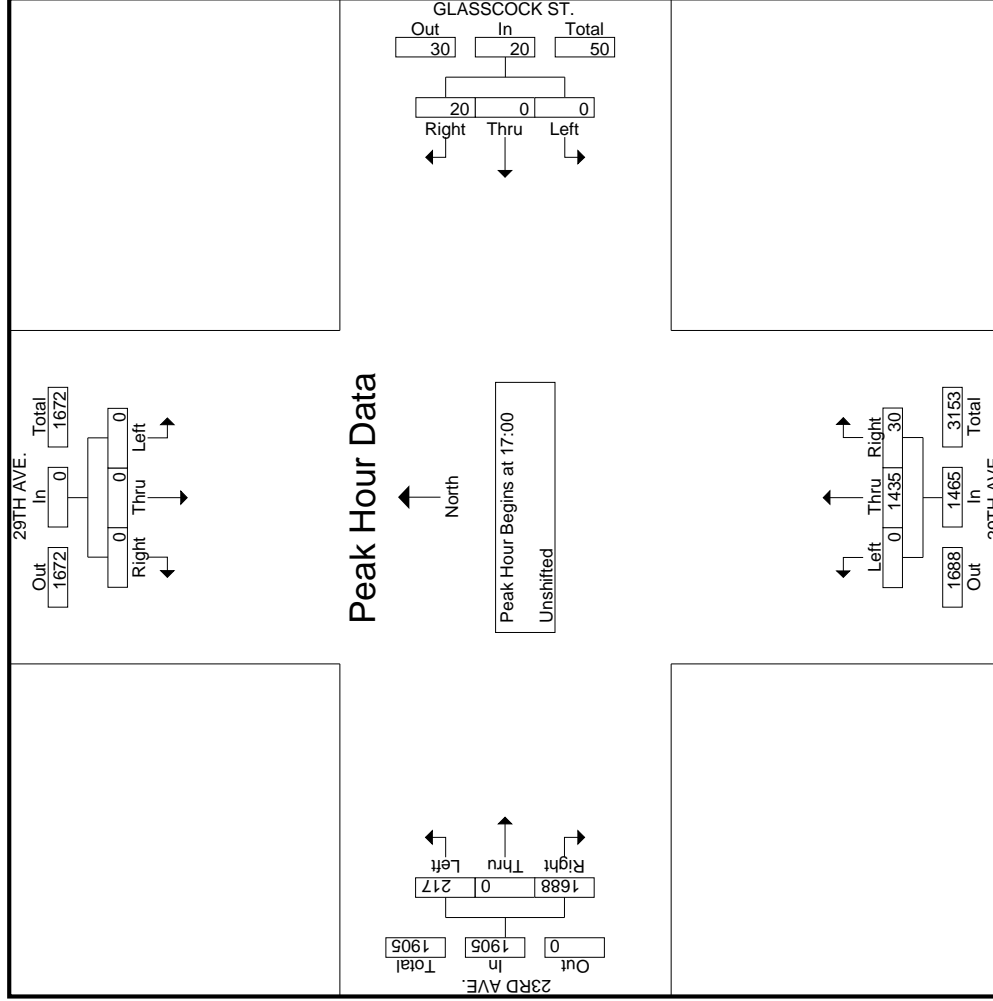 GLASSCOCK ST.
Out In Total
30 20 50
20 0 0
Right Thru Left
29TH AVE.
Out In Total
1672 0 1672
0 0 0
Right Thru Left
Peak Hour Data
North
Peak Hour Begins at 17:00
Unshifted
Left Thru Right
0 1435 30
1688 1465 3153
Out In Total
23RD AVE.
Out In Total
0 1905 1905
1688 0 217
Right Thru Left